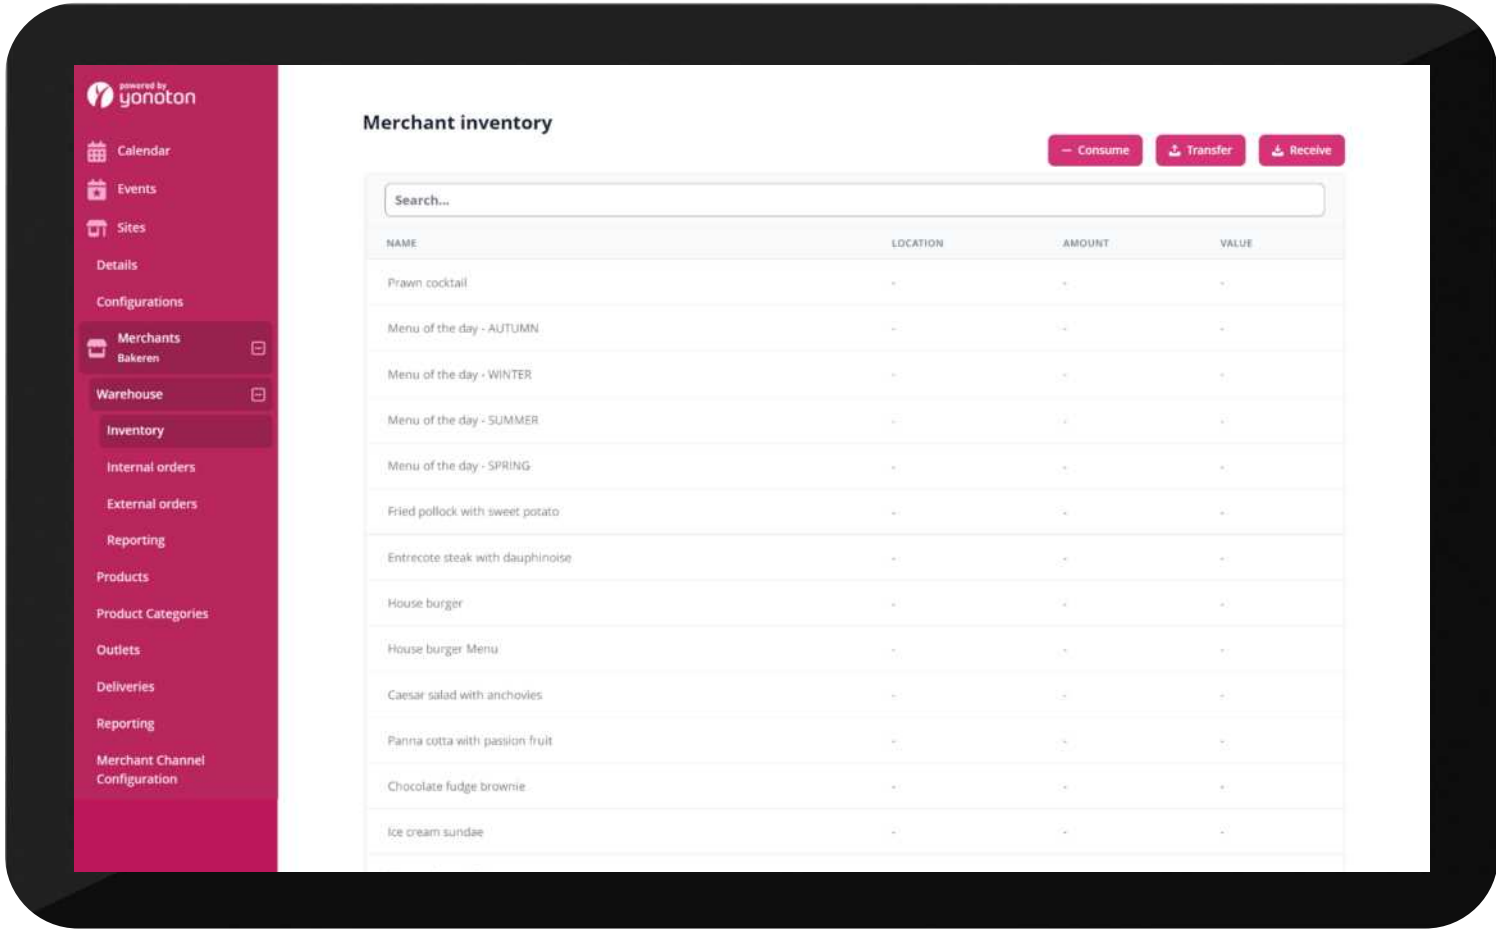 powered by
yonoton
Calendar
Events
Sites
Details
Configurations
Merchants
Bakeren
Warehouse
Inventory
Internal orders
External orders
Reporting
Products
Product Categories
Outlets
Deliveries
Reporting
Merchant Channel
Configuration
Merchant inventory
− Consume Transfer Receive
Search...
NAME LOCATION AMOUNT VALUE
Prawn cocktail - - -
Menu of the day - AUTUMN - - -
Menu of the day - WINTER - - -
Menu of the day - SUMMER - - -
Menu of the day - SPRING - - -
Fried pollock with sweet potato - - -
Entrecote steak with dauphinoise - - -
House burger - - -
House burger Menu - - -
Caesar salad with anchovies - - -
Panna cotta with passion fruit - - -
Chocolate fudge brownie - - -
Ice cream sundae - - -